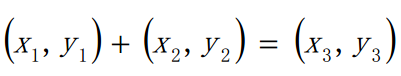 (x₁, y₁) + (x₂, y₂) = (x₃, y₃)